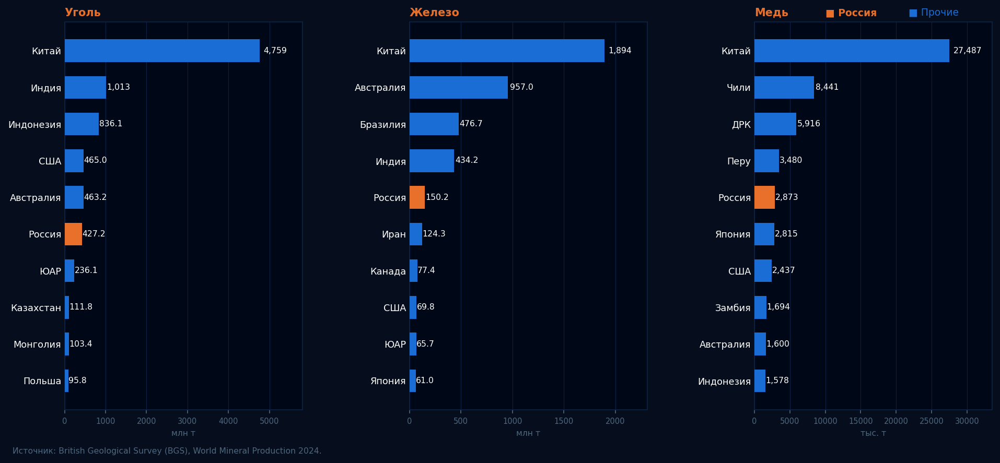 Уголь
Китай 4,759
Индия 1,013
Индонезия 836.1
США 465.0
Австралия 463.2
Россия 427.2
ЮАР 236.1
Казахстан 111.8
Монголия 103.4
Польша 95.8
0 1000 2000 3000 4000 5000
млн т
Железо
Китай 1,894
Австралия 957.0
Бразилия 476.7
Индия 434.2
Россия 150.2
Иран 124.3
Канада 77.4
США 69.8
ЮАР 65.7
Япония 61.0
0 500 1000 1500 2000
млн т
Медь ■ Россия ■ Прочие
Китай 27,487
Чили 8,441
ДРК 5,916
Перу 3,480
Россия 2,873
Япония 2,815
США 2,437
Замбия 1,694
Австралия 1,600
Индонезия 1,578
0 5000 10000 15000 20000 25000 30000
тыс. т
Источник: British Geological Survey (BGS), World Mineral Production 2024.